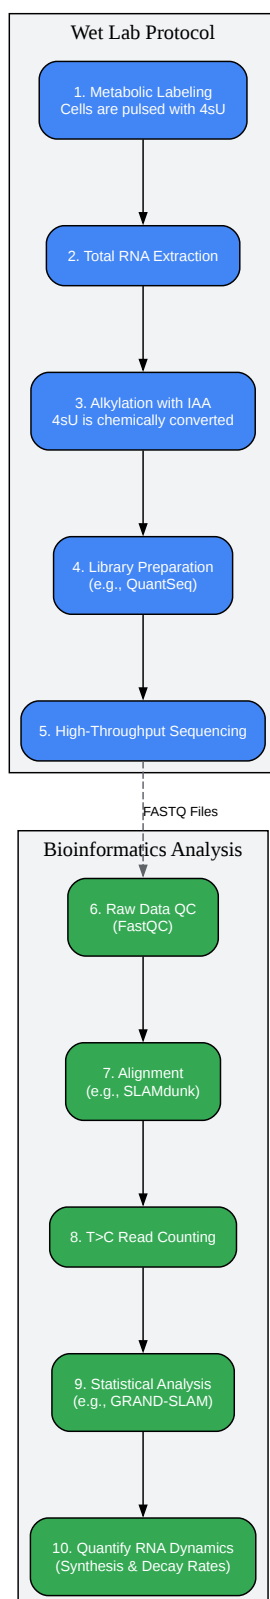 Wet Lab Protocol
1. Metabolic Labeling
Cells are pulsed with 4sU
2. Total RNA Extraction
3. Alkylation with IAA
4sU is chemically converted
4. Library Preparation
(e.g., QuantSeq)
5. High-Throughput Sequencing
FASTQ Files
Bioinformatics Analysis
6. Raw Data QC
(FastQC)
7. Alignment
(e.g., SLAMdunk)
8. T>C Read Counting
9. Statistical Analysis
(e.g., GRAND-SLAM)
10. Quantify RNA Dynamics
(Synthesis & Decay Rates)